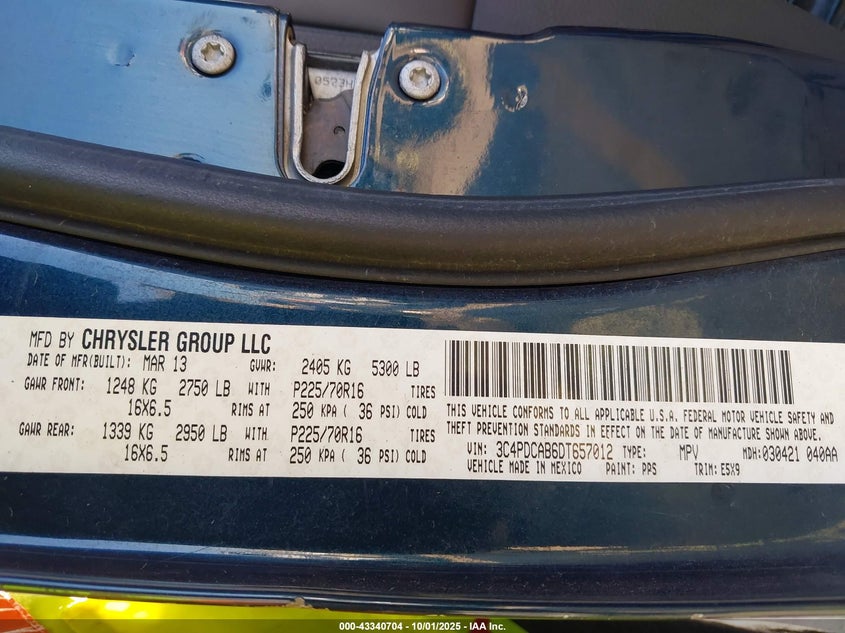 0573H
MFD BY CHRYSLER GROUP LLC
DATE OF MFR(BUILT): MAR 13 GVWR: 2405 KG 5300 LB
GAWR FRONT: 1248 KG 2750 LB WITH P225/70R16 TIRES
16X6.5 RIMS AT 250 KPA ( 36 PSI) COLD
GAWR REAR: 1339 KG 2950 LB WITH P225/70R16 TIRES
16X6.5 RIMS AT 250 KPA ( 36 PSI) COLD
THIS VEHICLE CONFORMS TO ALL APPLICABLE U.S.A. FEDERAL MOTOR VEHICLE SAFETY AND
THEFT PREVENTION STANDARDS IN EFFECT ON THE DATE OF MANUFACTURE SHOWN ABOVE.
VIN: 3C4PDCAB6DT657012 TYPE: MPV MDH: 030421 040AA
VEHICLE MADE IN MEXICO PAINT: PPS TRIM: E5X9
000-43340704 - 10/01/2025 - IAA Inc.